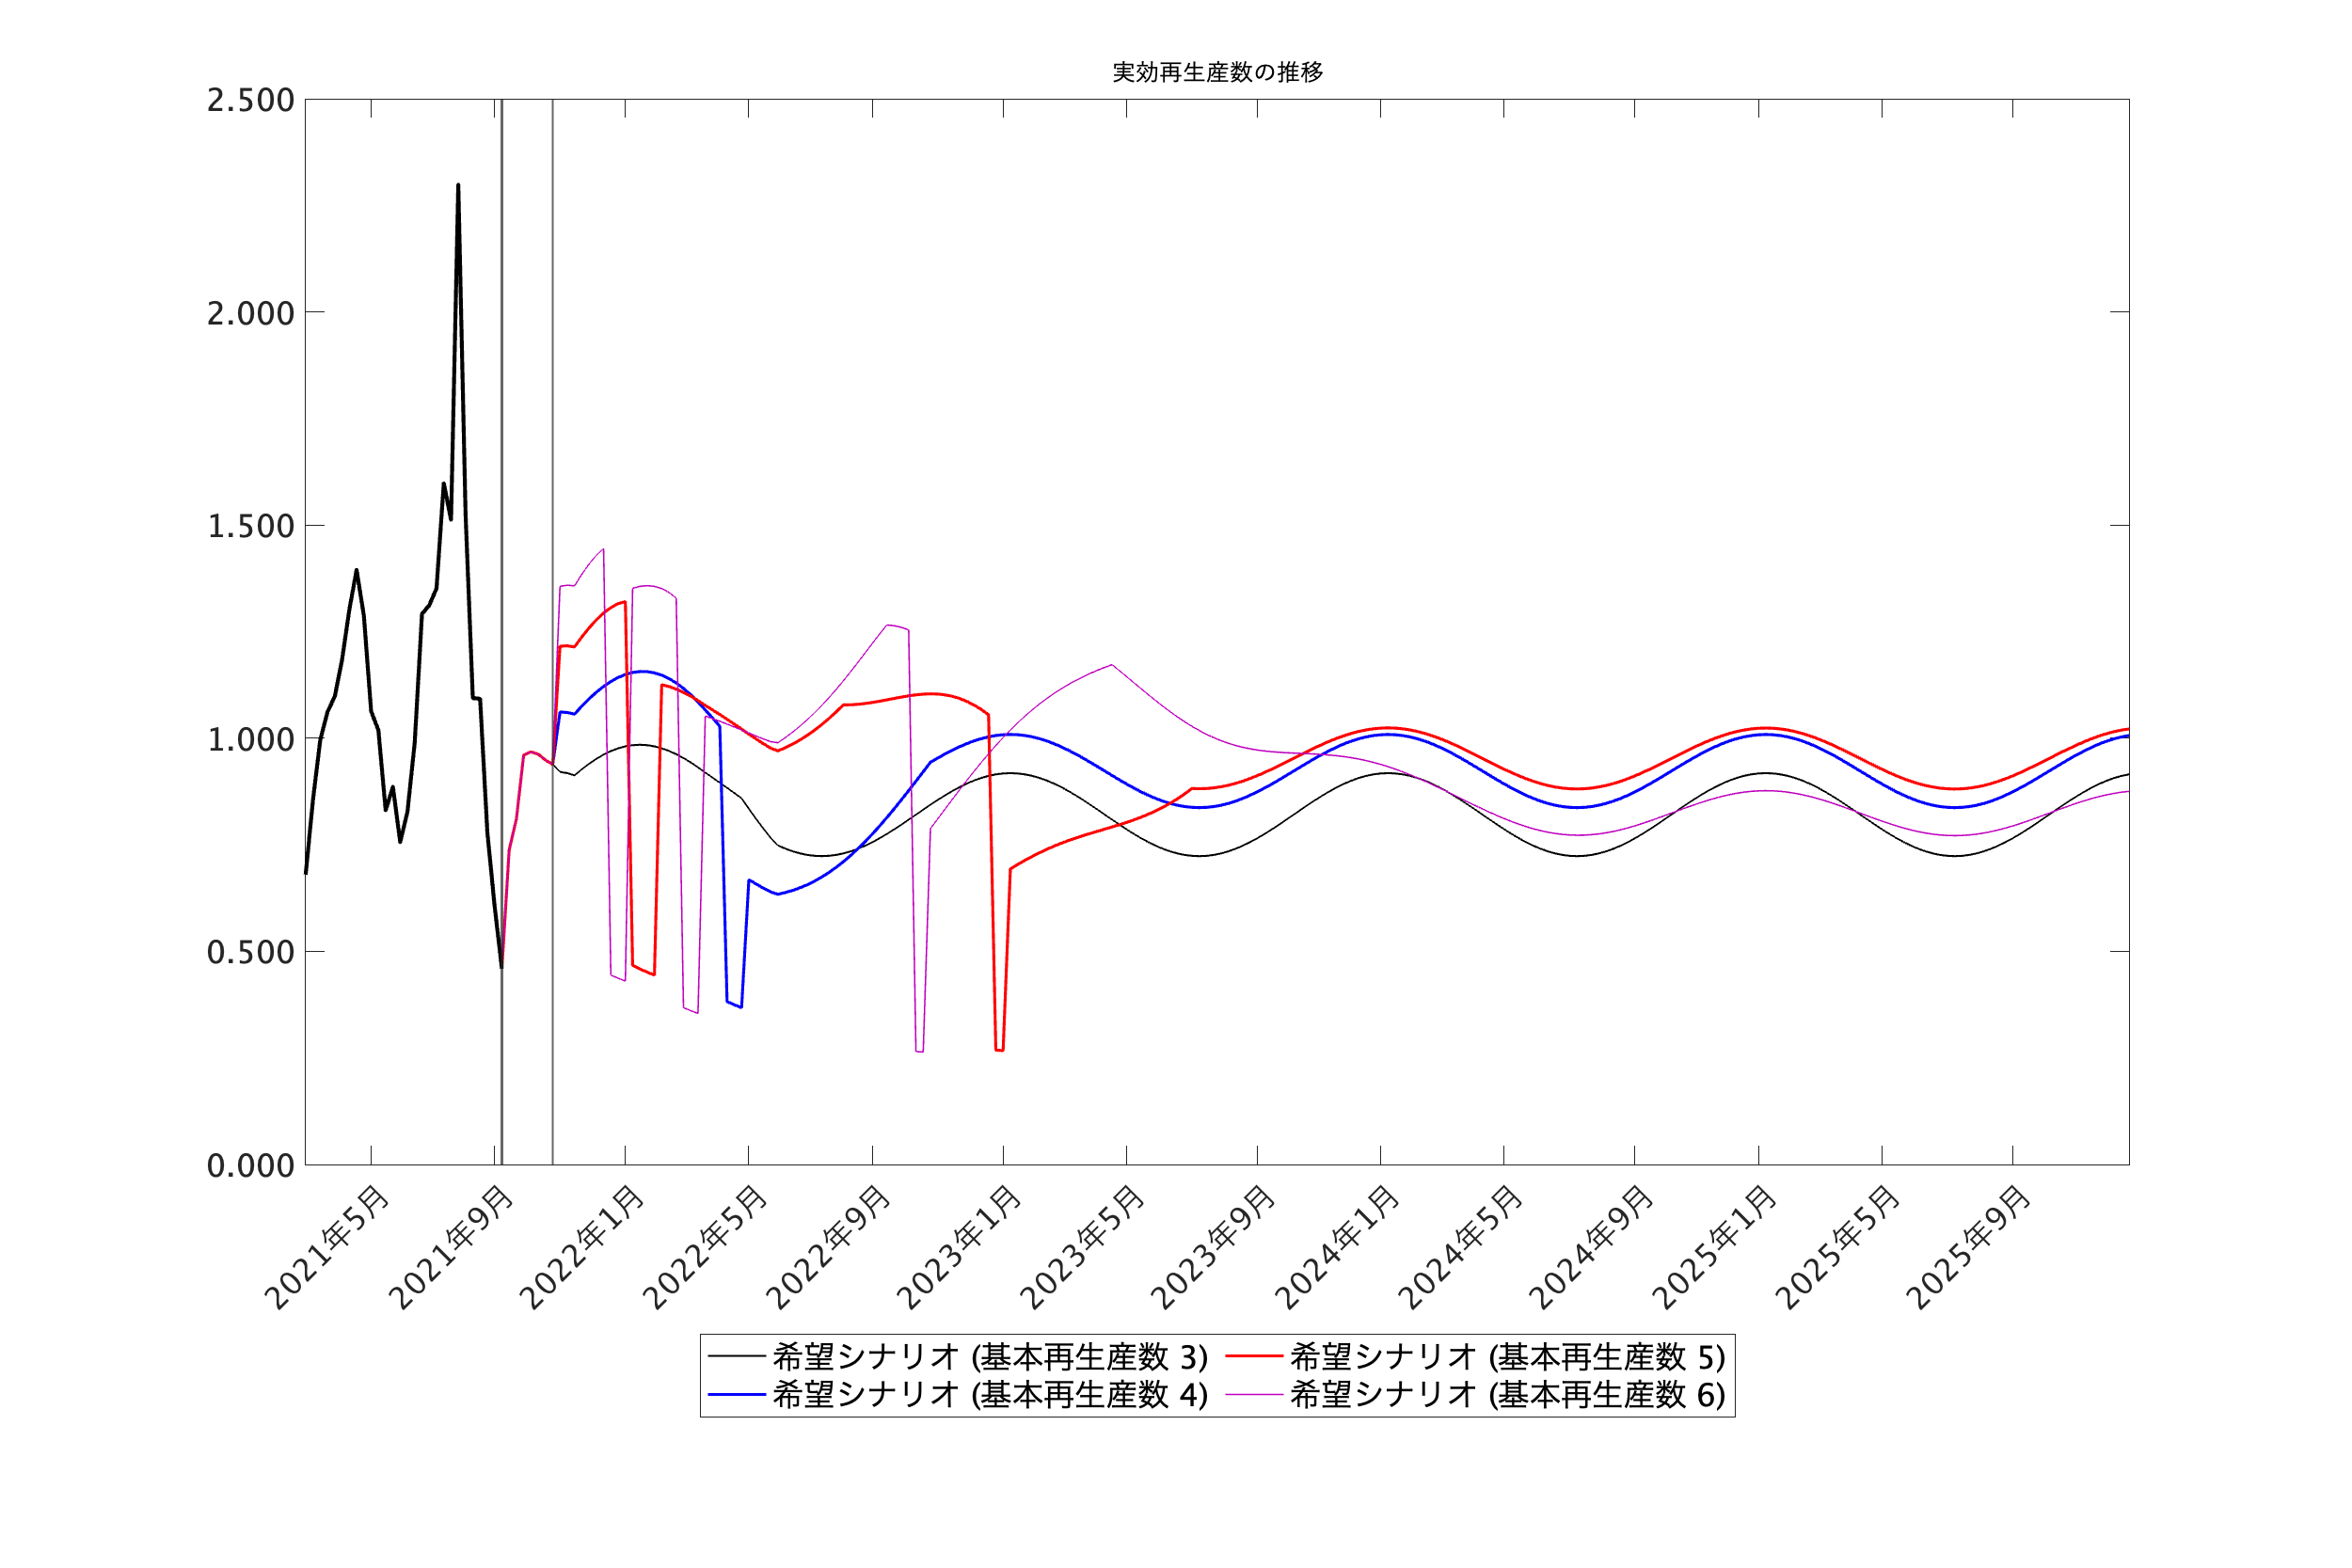 実効再生産数の推移
2.500
2.000
1.500
1.000
0.500
0.000
2021年5月
2021年9月
2022年1月
2022年5月
2022年9月
2023年1月
2023年5月
2023年9月
2024年1月
2024年5月
2024年9月
2025年1月
2025年5月
2025年9月
希望シナリオ (基本再生産数 3)
希望シナリオ (基本再生産数 5)
希望シナリオ (基本再生産数 4)
希望シナリオ (基本再生産数 6)